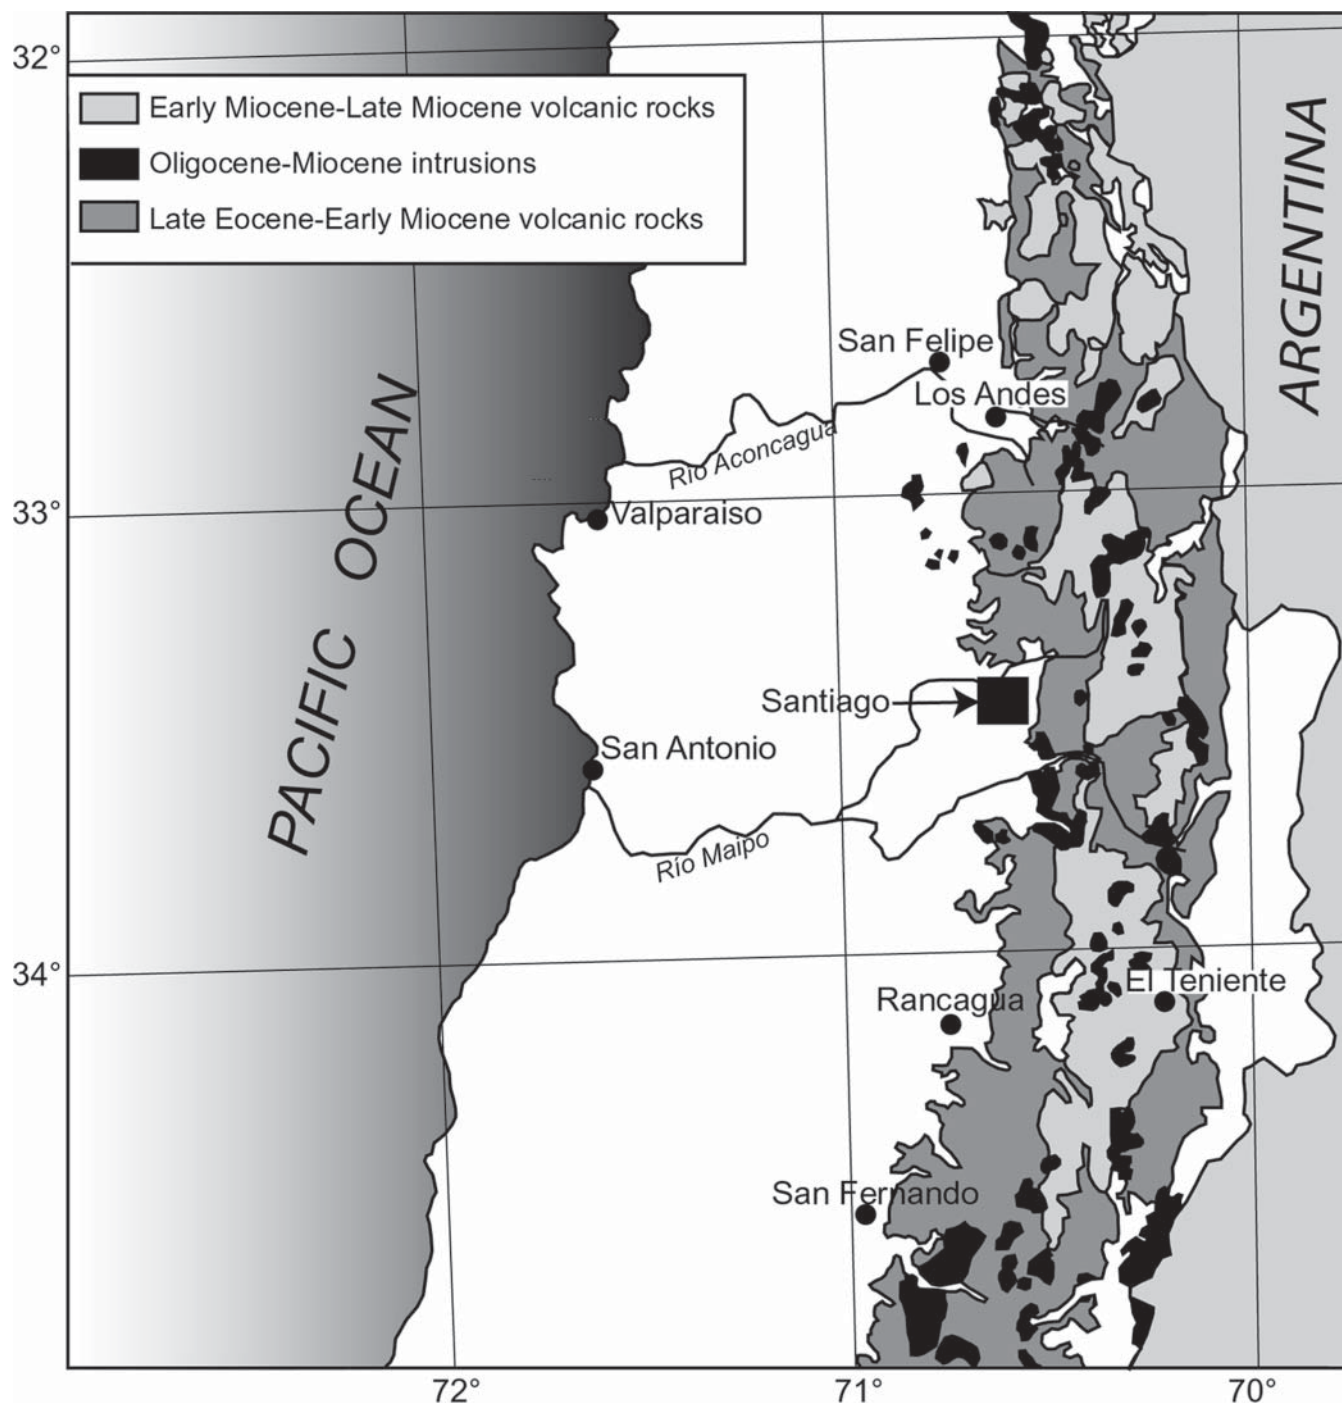 32°
Early Miocene-Late Miocene volcanic rocks
Oligocene-Miocene intrusions
Late Eocene-Early Miocene volcanic rocks
ARGENTINA
San Felipe
Los Andes
Río Aconcagua
PACIFIC OCEAN
33°
Valparaiso
Santiago
San Antonio
Río Maipo
34°
El Teniente
Rancagua
San Fernando
72°
71°
70°